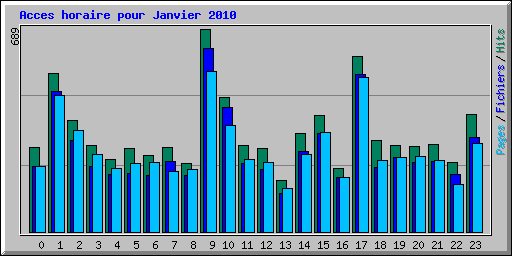 Acces horaire pour Janvier 2010
689
Pages / Fichiers / Hits
0 1 2 3 4 5 6 7 8 9 10 11 12 13 14 15 16 17 18 19 20 21 22 23